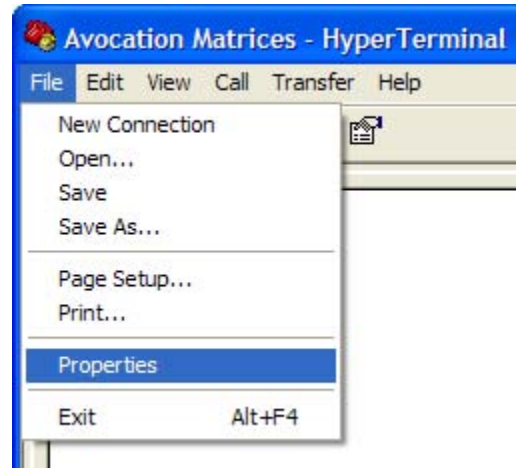 Avocation Matrices - HyperTerminal
File Edit View Call Transfer Help
New Connection
Open...
Save
Save As...
Page Setup...
Print...
Properties
Exit Alt+F4